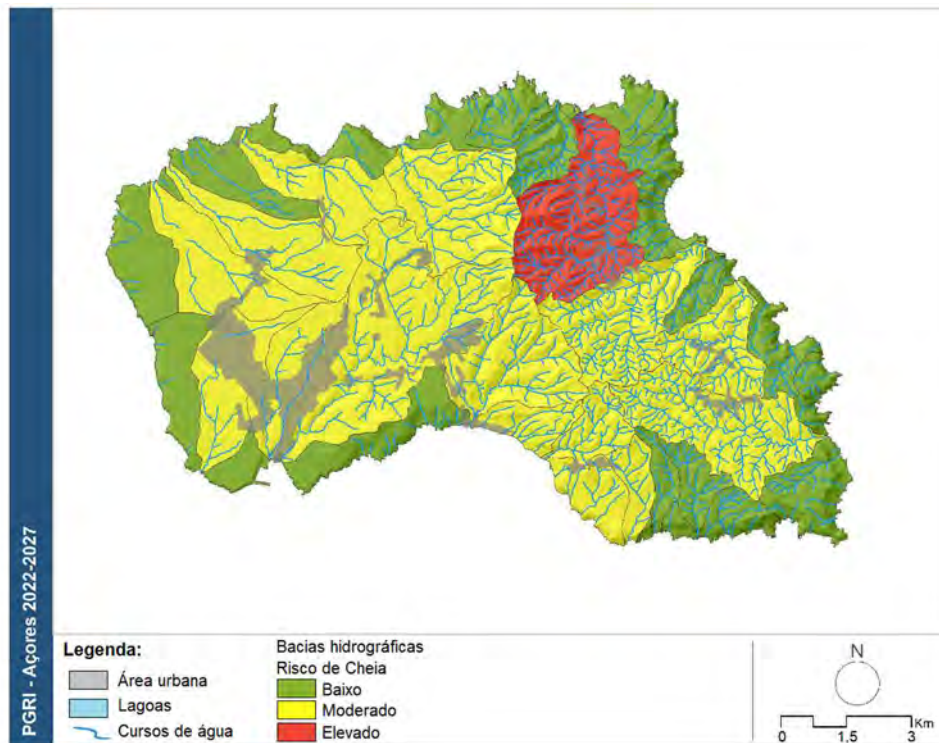 PGRI - Açores 2022-2027
Legenda:
Área urbana
Lagoas
Cursos de água
Bacias hidrográficas
Risco de Cheia
Baixo
Moderado
Elevado
N
Km
0 1,5 3